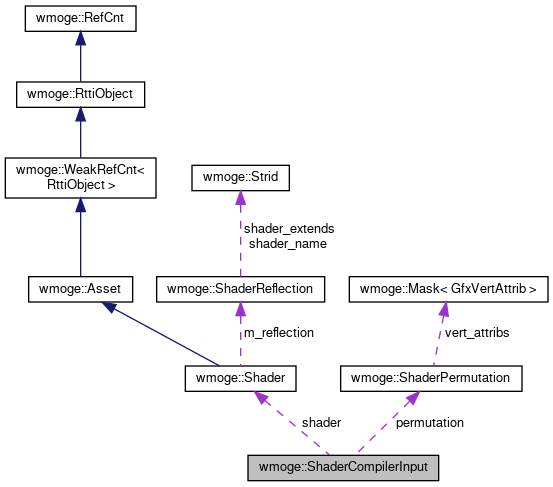 wmoge::RefCnt
wmoge::RttiObject
wmoge::WeakRefCnt<
RttiObject >
wmoge::Strid
shader_extends
shader_name
wmoge::Asset
wmoge::ShaderReflection
wmoge::Mask< GfxVertAttrib >
m_reflection
vert_attribs
wmoge::Shader
wmoge::ShaderPermutation
shader
permutation
wmoge::ShaderCompilerInput